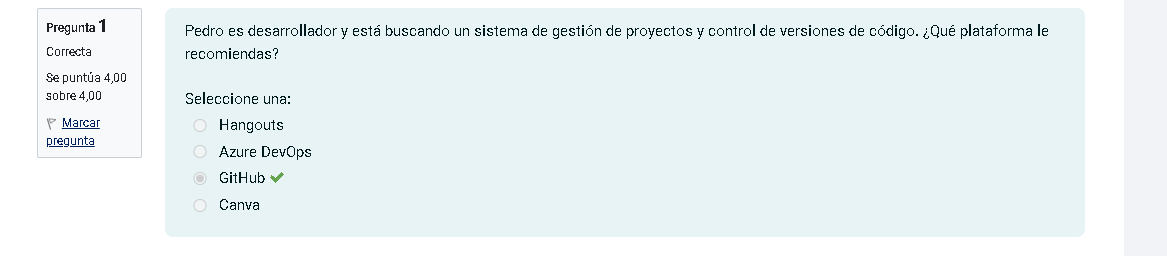 Pregunta 1
Correcta
Se puntúa 4,00
sobre 4,00
Marcar
pregunta
Pedro es desarrollador y está buscando un sistema de gestión de proyectos y control de versiones de código. ¿Qué plataforma le
recomiendas?
Seleccione una:
Hangouts
Azure DevOps
GitHub
Canva